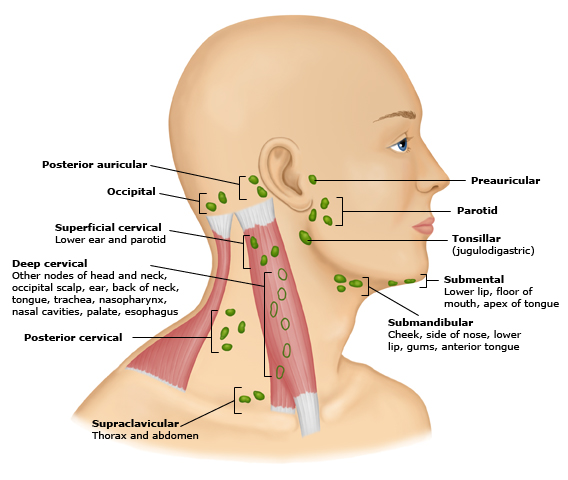 Posterior auricular
Occipital
Superficial cervical
Lower ear and parotid
Deep cervical
Other nodes of head and neck,
occipital scalp, ear, back of neck,
tongue, trachea, nasopharynx,
nasal cavities, palate, esophagus
Posterior cervical
Supraclavicular
Thorax and abdomen
Preauricular
Parotid
Tonsillar
(jugulodigastric)
Submental
Lower lip, floor of
mouth, apex of tongue
Submandibular
Cheek, side of nose, lower
lip, gums, anterior tongue